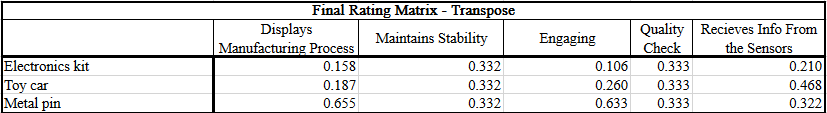 Final Rating Matrix - Transpose
Displays Manufacturing Process Maintains Stability Engaging Quality Check Recieves Info From the Sensors
Electronics kit 0.158 0.332 0.106 0.333 0.210
Toy car 0.187 0.332 0.260 0.333 0.468
Metal pin 0.655 0.332 0.633 0.333 0.322